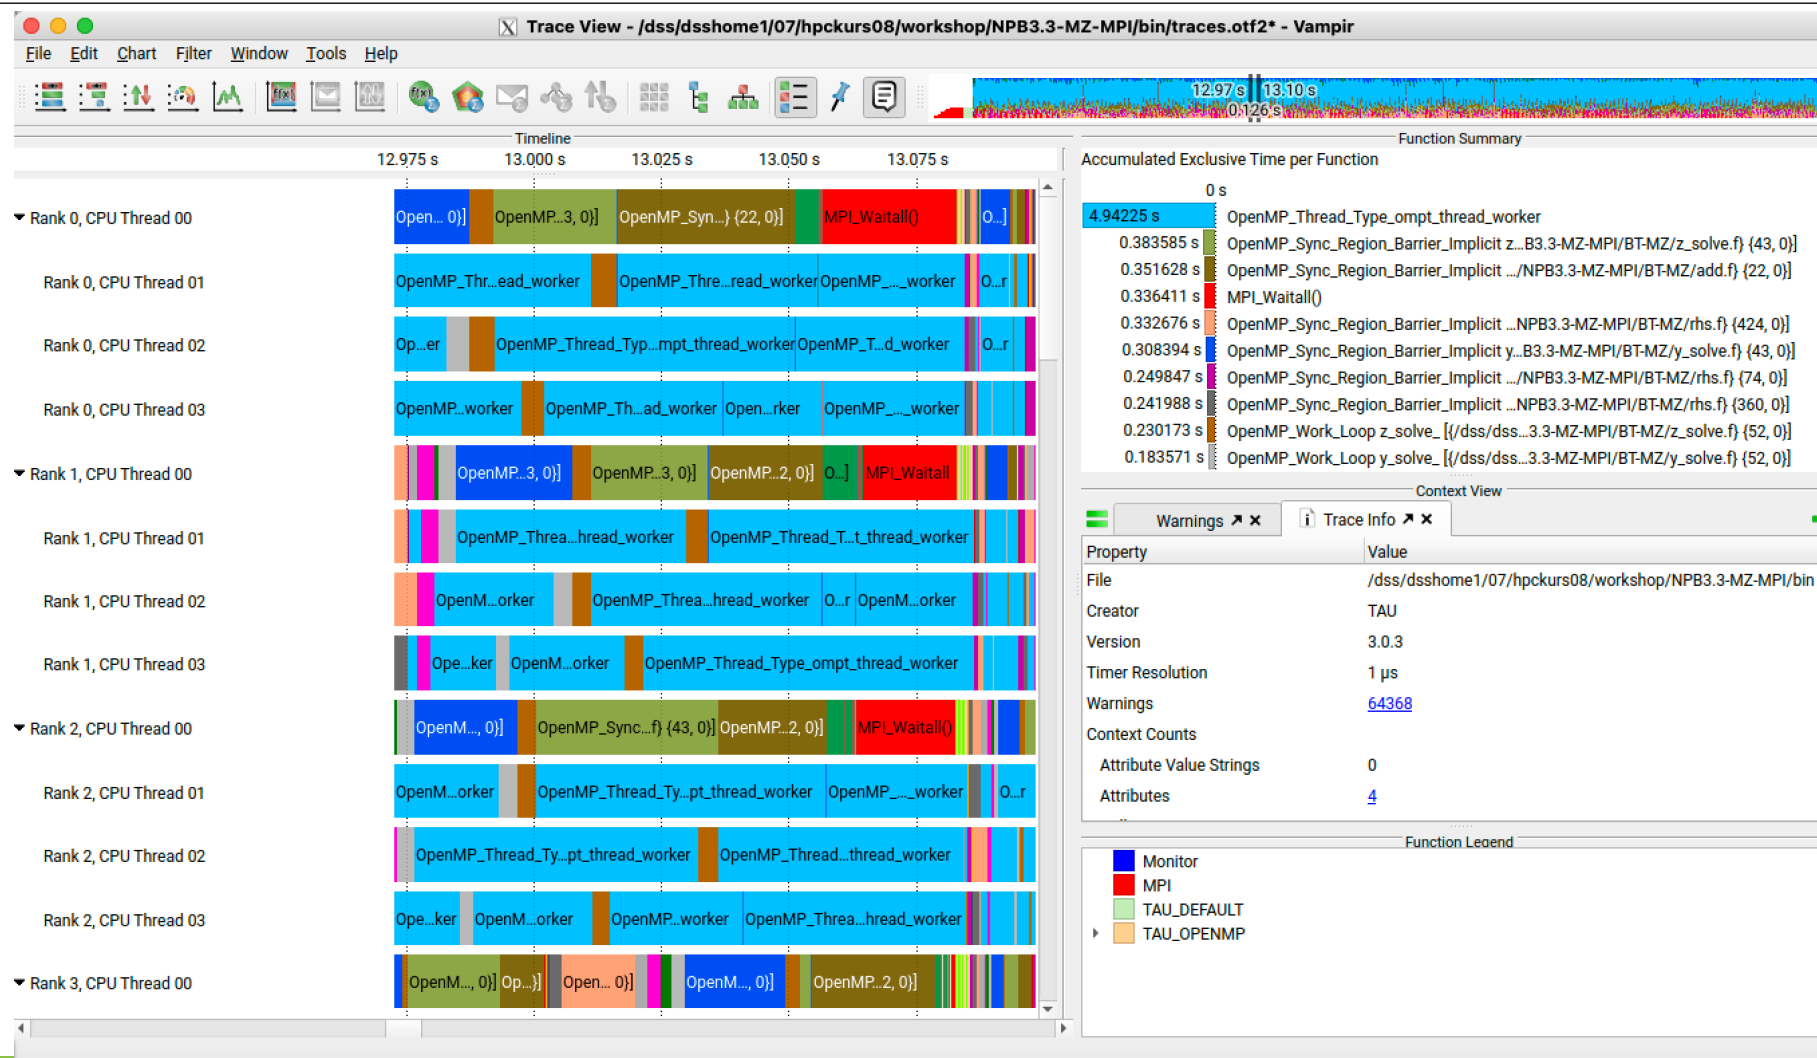 Trace View - /dss/dsshome1/07/hpckurs08/workshop/NPB3.3-MZ-MPI/bin/traces.otf2* - Vampir
File Edit Chart Filter Window Tools Help
12.97 s 13.10 s
0.126 s
Timeline
12.975 s 13.000 s 13.025 s 13.050 s 13.075 s
Rank 0, CPU Thread 00
Open... 0}] OpenMP...3, 0}] OpenMP_Syn...} {22, 0}] MPI_Waitall() O...]
Rank 0, CPU Thread 01
OpenMP_Thr...ead_worker OpenMP_Thre...read_worker OpenMP_..._worker O...r
Rank 0, CPU Thread 02
Op...er OpenMP_Thread_Typ...mpt_thread_worker OpenMP_T...d_worker O...r
Rank 0, CPU Thread 03
OpenMP...worker OpenMP_Th...ad_worker Open...rker OpenMP_..._worker
Rank 1, CPU Thread 00
OpenMP...3, 0}] OpenMP...3, 0}] OpenMP...2, 0}] O...] MPI_Waitall
Rank 1, CPU Thread 01
OpenMP_Threa...hread_worker OpenMP_Thread_T...t_thread_worker
Rank 1, CPU Thread 02
OpenM...orker OpenMP_Threa...hread_worker O...r OpenM...orker
Rank 1, CPU Thread 03
Ope...ker OpenM...orker OpenMP_Thread_Type_ompt_thread_worker
Rank 2, CPU Thread 00
OpenM..., 0}] OpenMP_Sync...f} {43, 0}] OpenMP...2, 0}] MPI_Waitall()
Rank 2, CPU Thread 01
OpenM...orker OpenMP_Thread_Ty...pt_thread_worker OpenMP_..._worker O...r
Rank 2, CPU Thread 02
OpenMP_Thread_Ty...pt_thread_worker OpenMP_Thread...thread_worker
Rank 2, CPU Thread 03
Ope...ker OpenM...orker OpenMP...worker OpenMP_Threa...hread_worker
Rank 3, CPU Thread 00
OpenM..., 0}] Op...}] Open... 0}] OpenM..., 0}] OpenMP...2, 0}]
Function Summary
Accumulated Exclusive Time per Function
0 s
4.94225 s OpenMP_Thread_Type_ompt_thread_worker
0.383585 s OpenMP_Sync_Region_Barrier_Implicit z...B3.3-MZ-MPI/BT-MZ/z_solve.f} {43, 0}]
0.351628 s OpenMP_Sync_Region_Barrier_Implicit .../NPB3.3-MZ-MPI/BT-MZ/add.f} {22, 0}]
0.336411 s MPI_Waitall()
0.332676 s OpenMP_Sync_Region_Barrier_Implicit ...NPB3.3-MZ-MPI/BT-MZ/rhs.f} {424, 0}]
0.308394 s OpenMP_Sync_Region_Barrier_Implicit y...B3.3-MZ-MPI/BT-MZ/y_solve.f} {43, 0}]
0.249847 s OpenMP_Sync_Region_Barrier_Implicit .../NPB3.3-MZ-MPI/BT-MZ/rhs.f} {74, 0}]
0.241988 s OpenMP_Sync_Region_Barrier_Implicit ...NPB3.3-MZ-MPI/BT-MZ/rhs.f} {360, 0}]
0.230173 s OpenMP_Work_Loop z_solve_ [{/dss/dss...3.3-MZ-MPI/BT-MZ/z_solve.f} {52, 0}]
0.183571 s OpenMP_Work_Loop y_solve_ [{/dss/dss...3.3-MZ-MPI/BT-MZ/y_solve.f} {52, 0}]
Context View
Warnings Trace Info
Property Value
File /dss/dsshome1/07/hpckurs08/workshop/NPB3.3-MZ-MPI/bin
Creator TAU
Version 3.0.3
Timer Resolution 1 µs
Warnings 64368
Context Counts
Attribute Value Strings 0
Attributes 4
Function Legend
Monitor
MPI
TAU_DEFAULT
TAU_OPENMP